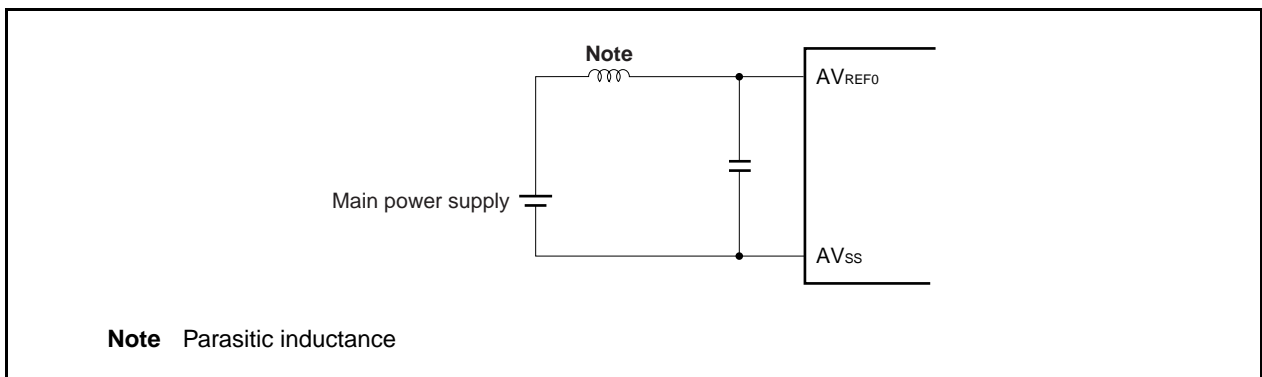 Note
AVREF0
Main power supply
AVSS
Note Parasitic inductance